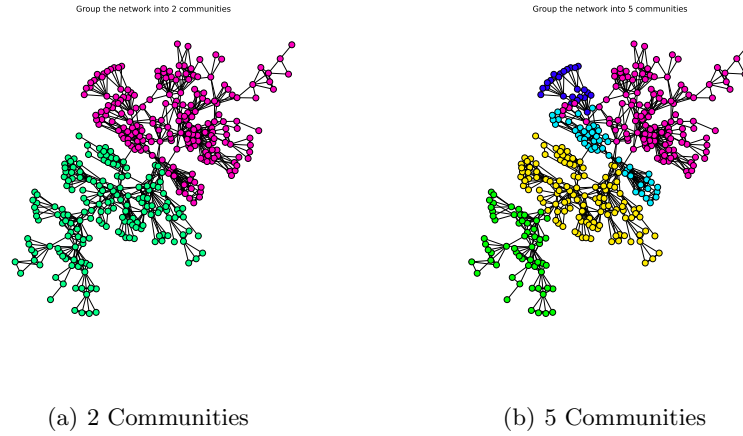 Group the network into 2 communities
Group the network into 5 communities
(a) 2 Communities
(b) 5 Communities